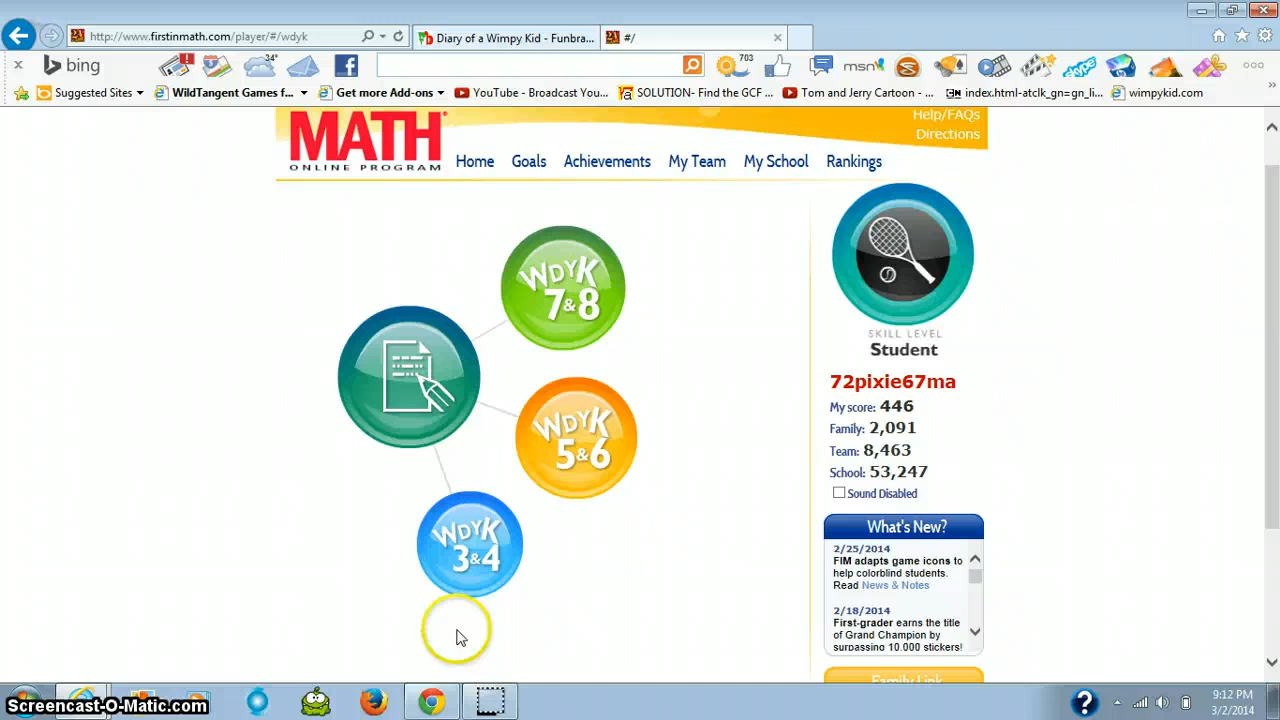 http://www.firstinmath.com/player/#/wdyk
Diary of a Wimpy Kid - Funbra...
#/
bing
34°
703
msn
skype
Suggested Sites
WildTangent Games f...
Get more Add-ons
YouTube - Broadcast You...
SOLUTION- Find the GCF ...
Tom and Jerry Cartoon - ...
index.html-atclk_gn=gn_li...
wimpykid.com
Help/FAQs
Directions
MATH
ONLINE PROGRAM
Home
Goals
Achievements
My Team
My School
Rankings
WDYK
7&8
WDYK
5&6
WDYK
3&4
SKILL LEVEL
Student
72pixie67ma
My score: 446
Family: 2,091
Team: 8,463
School: 53,247
Sound Disabled
What's New?
2/25/2014
FIM adapts game icons to
help colorblind students.
Read News & Notes
2/18/2014
First-grader earns the title
of Grand Champion by
surpassing 10,000 stickers!
Family Link
Screencast-O-Matic.com
9:12 PM
3/2/2014